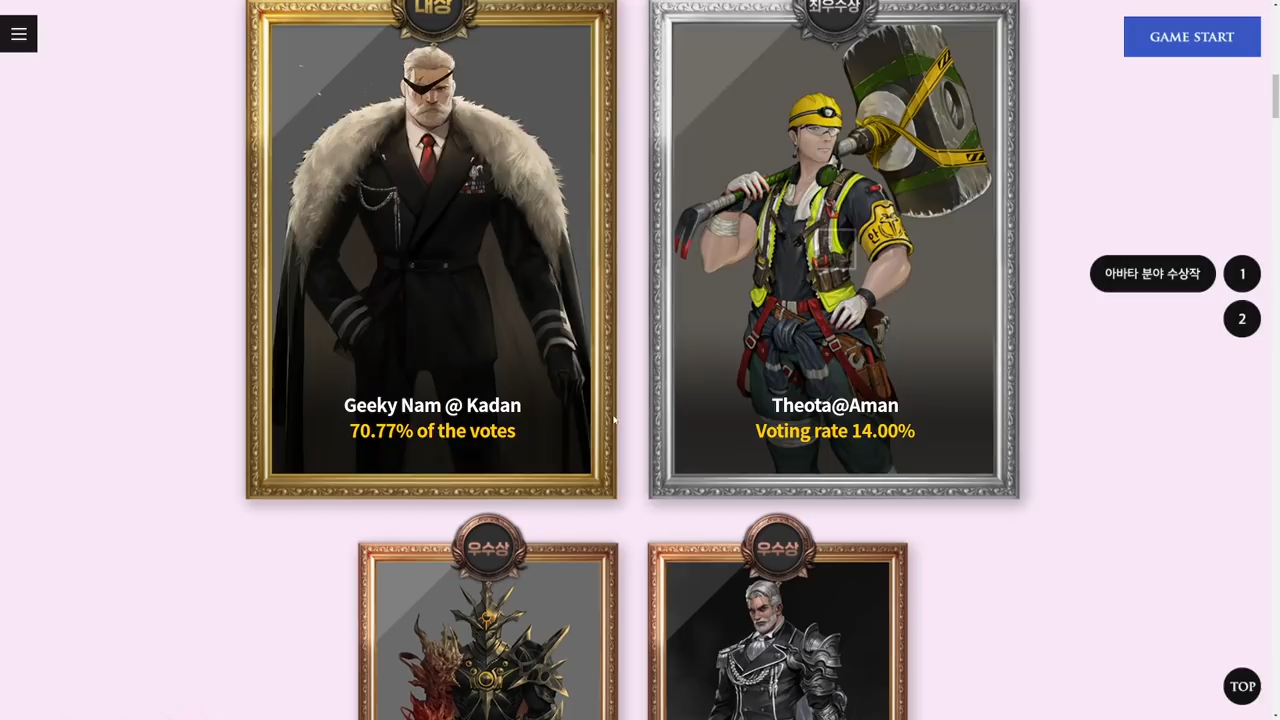 대상
최우수상
GAME START
안
아바타 분야 수상작
1
2
Geeky Nam @ Kadan
70.77% of the votes
Theota@Aman
Voting rate 14.00%
우수상
우수상
TOP